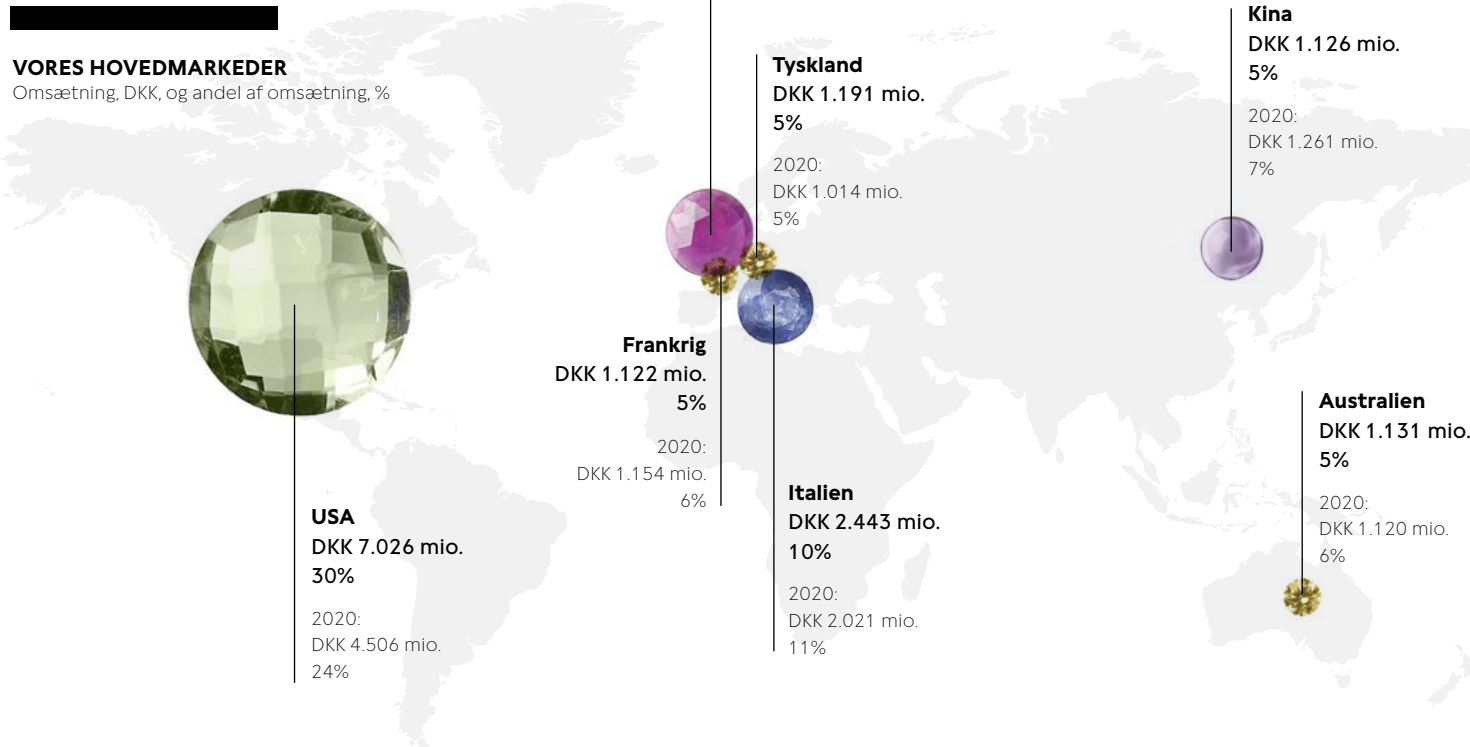 VORES HOVEDMARKEDER
Omsætning, DKK, og andel af omsætning, %
Tyskland
DKK 1.191 mio.
5%
2020:
DKK 1.014 mio.
5%
Kina
DKK 1.126 mio.
5%
2020:
DKK 1.261 mio.
7%
Frankrig
DKK 1.122 mio.
5%
2020:
DKK 1.154 mio.
6%
USA
DKK 7.026 mio.
30%
2020:
DKK 4.506 mio.
24%
Italien
DKK 2.443 mio.
10%
2020:
DKK 2.021 mio.
11%
Australien
DKK 1.131 mio.
5%
2020:
DKK 1.120 mio.
6%